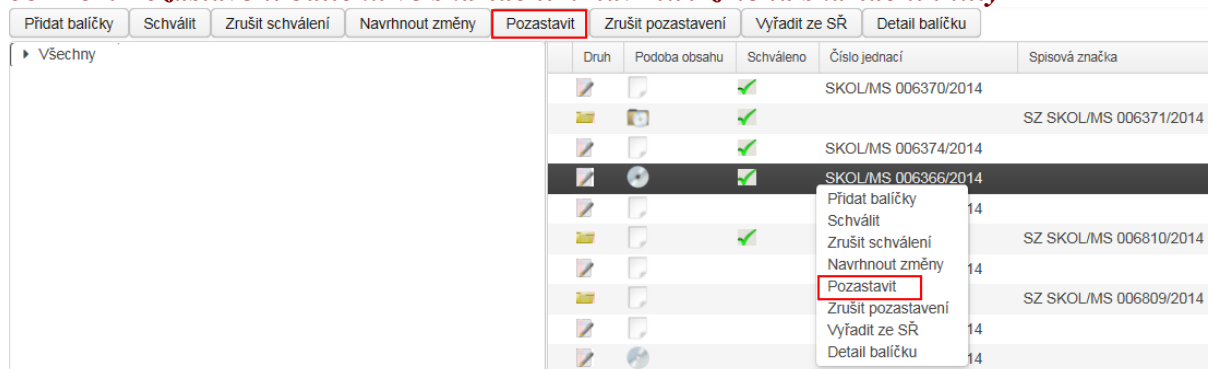 Přidat balíčky Schválit Zrušit schválení Navrhnout změny Pozastavit Zrušit pozastavení Vyřadit ze SŘ Detail balíčku
Všechny
Druh Podoba obsahu Schváleno Číslo jednací Spisová značka
SKOL/MS 006370/2014
SZ SKOL/MS 006371/2014
SKOL/MS 006374/2014
SKOL/MS 006366/2014
Přidat balíčky
14
Schválit
Zrušit schválení SZ SKOL/MS 006810/2014
Navrhnout změny 14
Pozastavit
SZ SKOL/MS 006809/2014
Zrušit pozastavení
Vyřadit ze SŘ 14
Detail balíčku 14